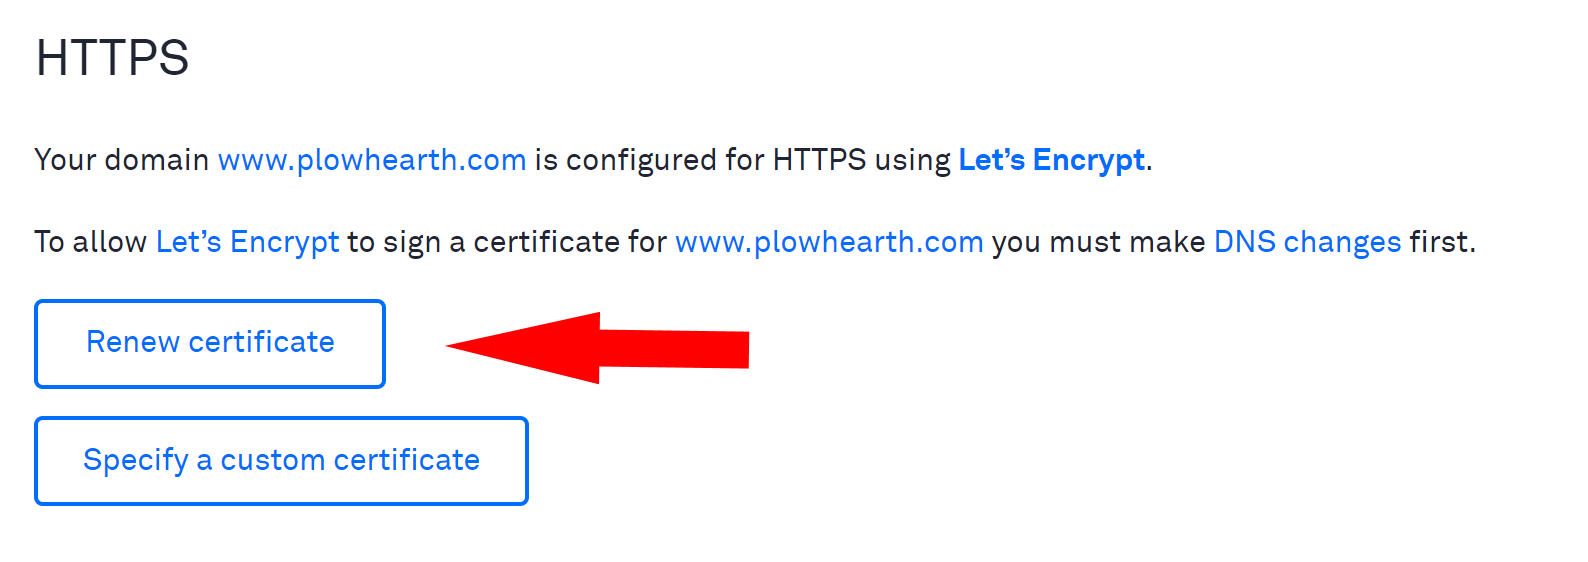 HTTPS
Your domain www.plowhearth.com is configured for HTTPS using Let’s Encrypt.
To allow Let’s Encrypt to sign a certificate for www.plowhearth.com you must make DNS changes first.
Renew certificate
Specify a custom certificate